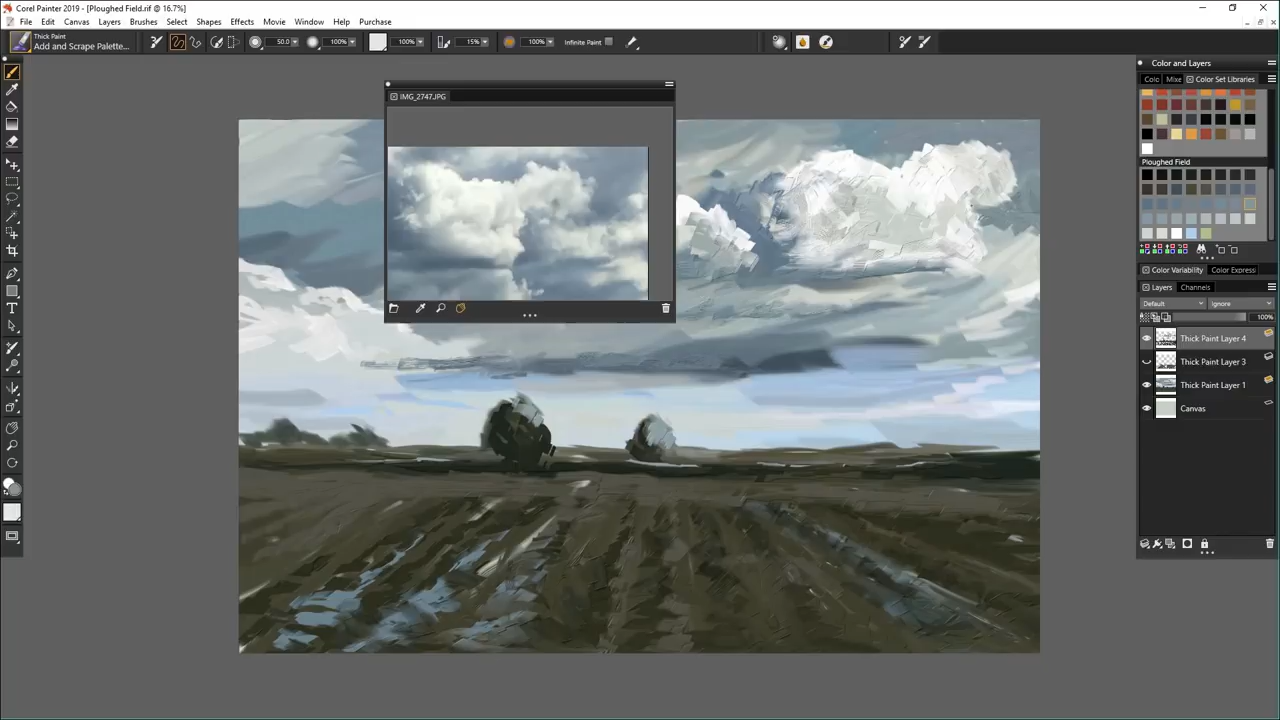 Corel Painter 2019 - [Ploughed Field.rif @ 16.7%]
File Edit Canvas Layers Brushes Select Shapes Effects Movie Window Help Purchase
Thick Paint
Add and Scrape Palette...
50.0 100% 100% 15% 100% Infinite Paint
Color and Layers
Colo Mixe Color Set Libraries
IMG_2747.JPG
Ploughed Field
Color Variability Color Express
Layers Channels
Default Ignore
100%
Thick Paint Layer 4
Thick Paint Layer 3
Thick Paint Layer 1
Canvas